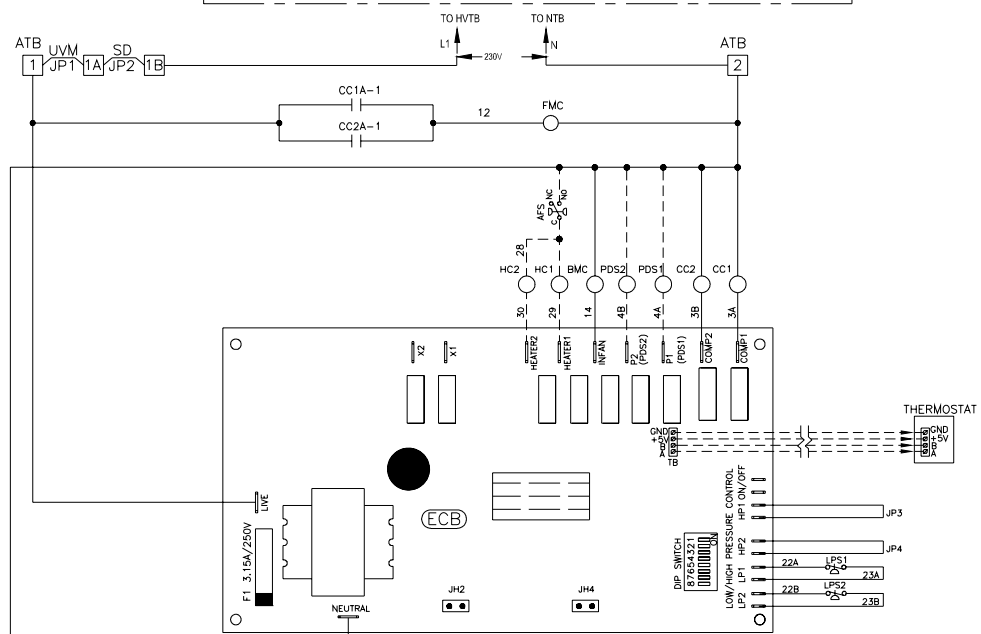 TO HVTB
TO NTB
L1
N
230V
ATB
UVM
SD
ATB
1
JP1
1A
JP2
1B
2
CC1A-1
CC2A-1
12
FMC
NC
NO
AFS
C
28
HC2
HC1
BMC
PDS2
PDS1
CC2
CC1
30
29
14
4B
4A
3B
3A
X2
X1
HEATER2
HEATER1
INFAN
P2
(PDS2)
P1
(PDS1)
COMP2
COMP1
THERMOSTAT
GND
+5V
B
A
TB
GND
+5V
B
A
LIVE
ECB
F1 3.15A/250V
NEUTRAL
JH2
JH4
DIP SWITCH
87654321
ON
LOW/HIGH PRESSURE CONTROL
ON/OFF
HP1
HP2
LP1
LP2
JP3
JP4
22A
LPS1
23A
22B
LPS2
23B